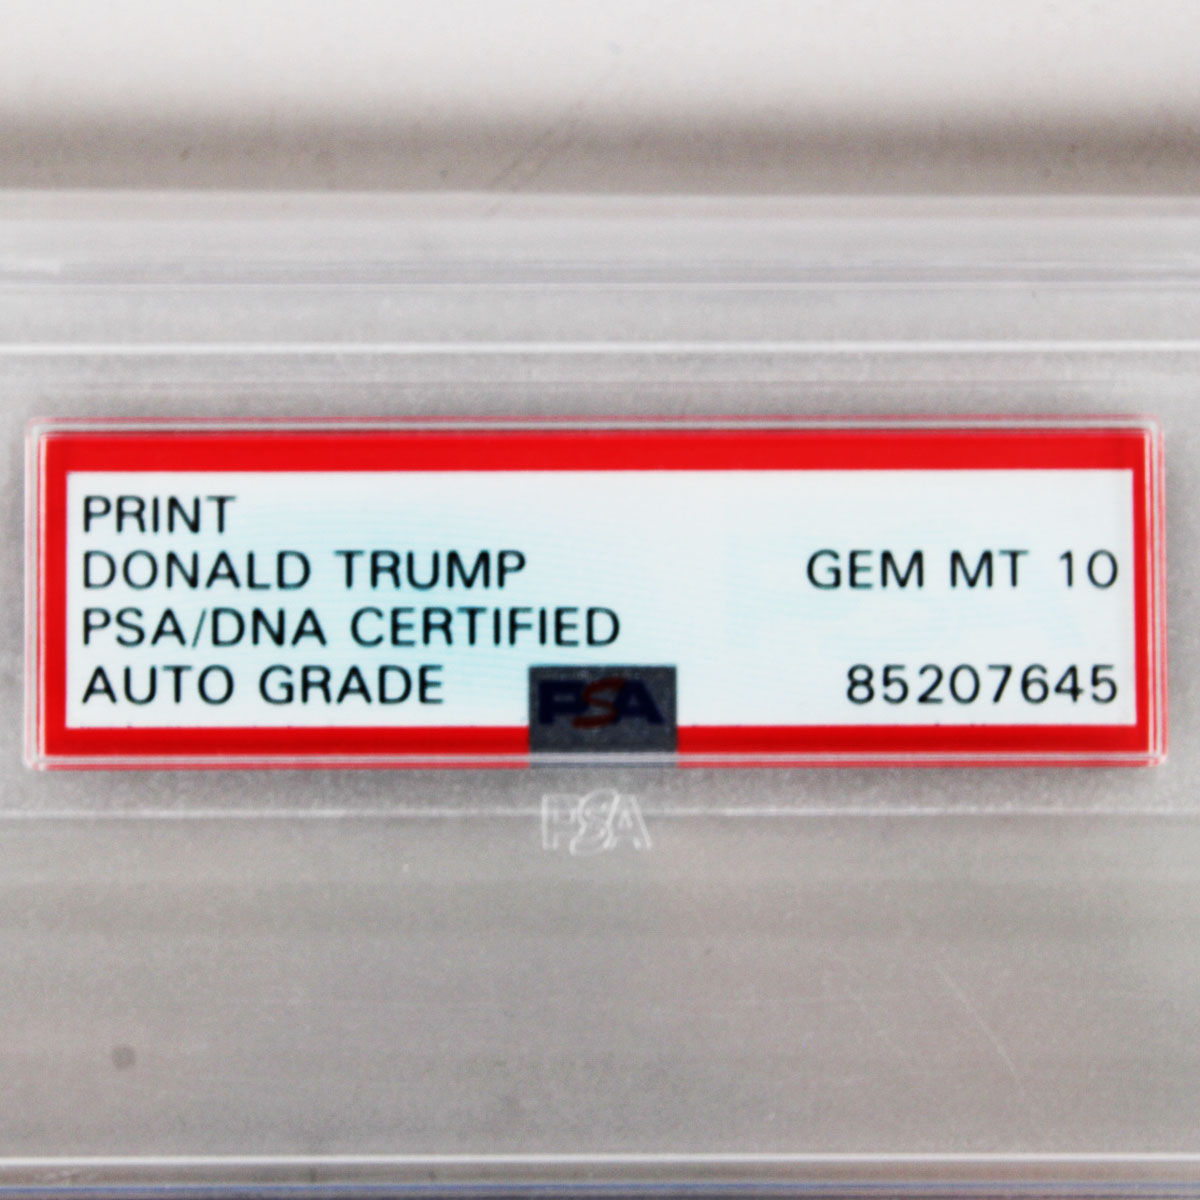 PRINT
DONALD TRUMP GEM MT 10
PSA/DNA CERTIFIED
AUTO GRADE PSA 85207645
PSA